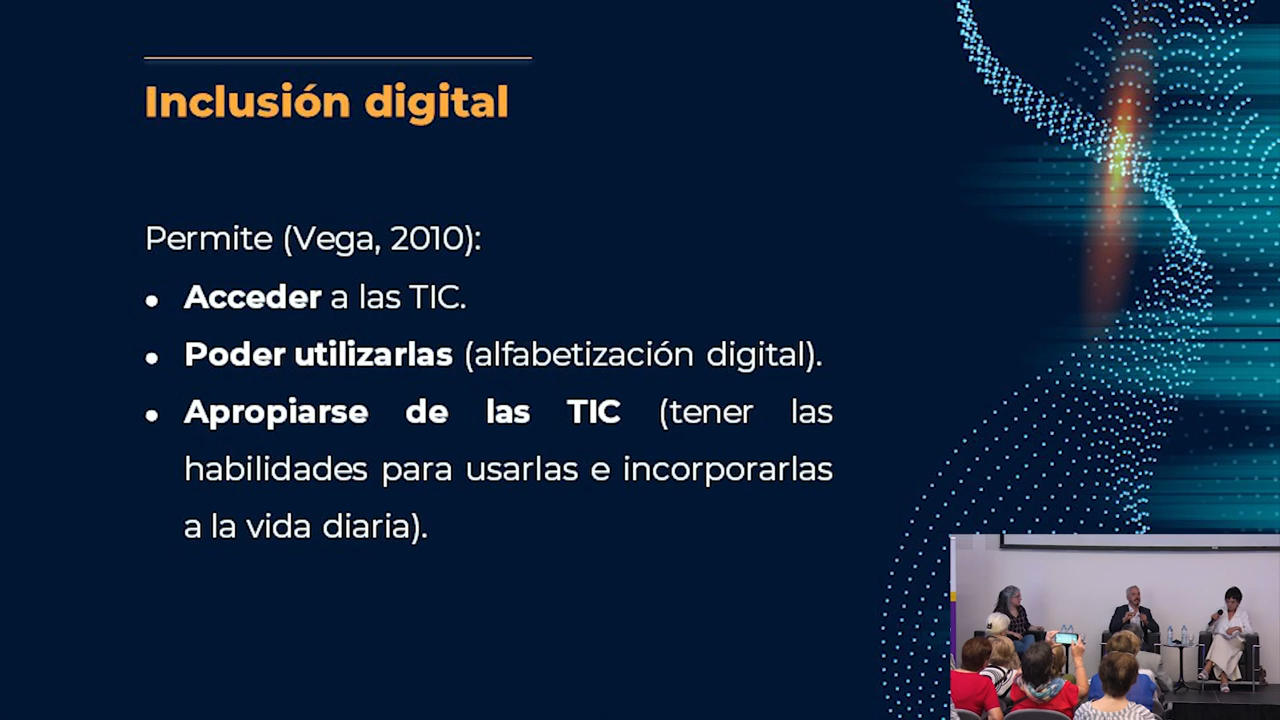 Inclusión digital
Permite (Vega, 2010):
• Acceder a las TIC.
• Poder utilizarlas (alfabetización digital).
• Apropiarse de las TIC (tener las
habilidades para usarlas e incorporarlas
a la vida diaria).